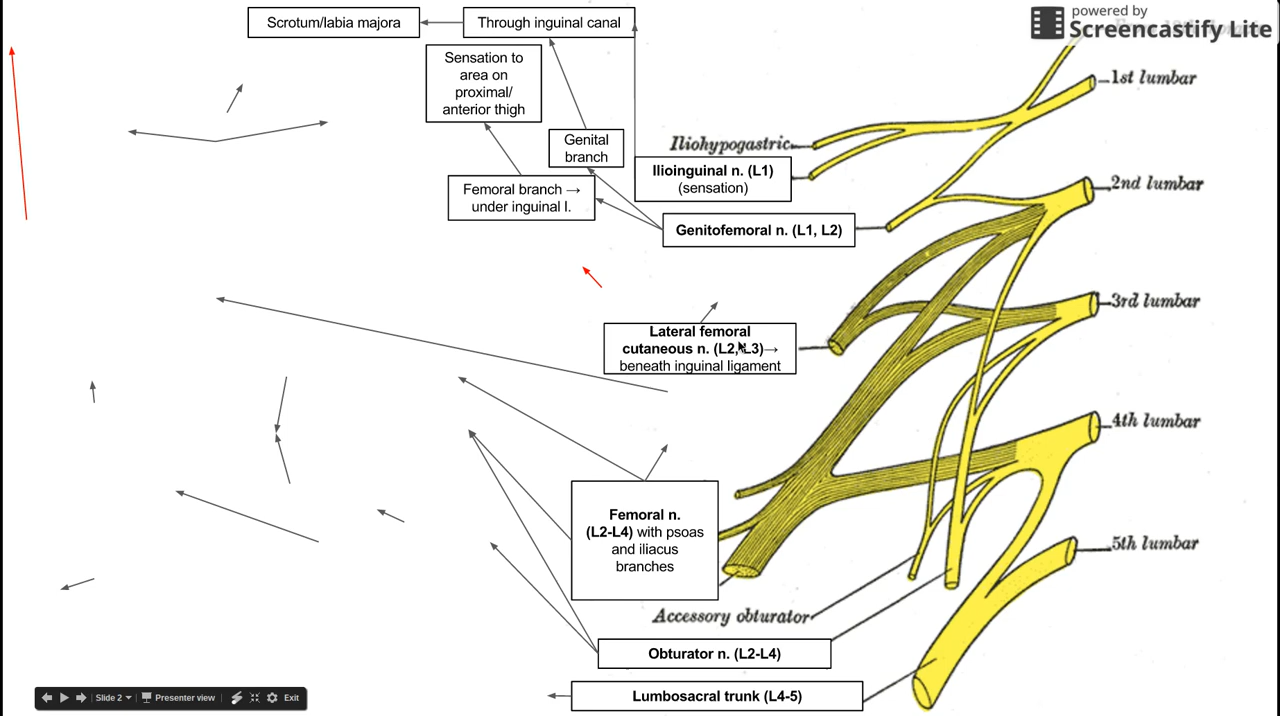 powered by
Screencastify Lite
Scrotum/labia majora
Through inguinal canal
Sensation to
area on
proximal/
anterior thigh
1st lumbar
Genital
branch
Iliohypogastric
Ilioinguinal n. (L1)
(sensation)
Femoral branch →
under inguinal l.
2nd lumbar
Genitofemoral n. (L1, L2)
3rd lumbar
Lateral femoral
cutaneous n. (L2, L3)→
beneath inguinal ligament
4th lumbar
Femoral n.
(L2-L4) with psoas
and iliacus
branches
5th lumbar
Accessory obturator
Obturator n. (L2-L4)
Lumbosacral trunk (L4-5)
Slide 2
Presenter view
Exit